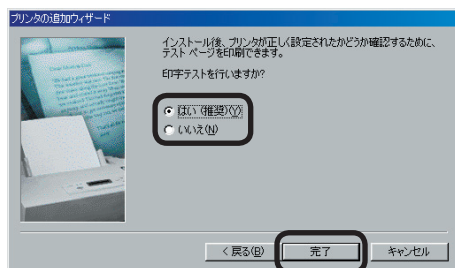 プリンタの追加ウィザード
インストール後、プリンタが正しく設定されたかどうか確認するために、
テスト ページを印刷できます。
印字テストを行いますか?
はい (推奨)(Y)
いいえ(N)
< 戻る(B)
完了
キャンセル